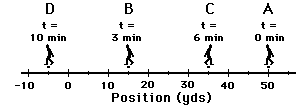 D B C A
t = t = t = t =
10 min 3 min 6 min 0 min
-10 0 10 20 30 40 50
Position (yds)